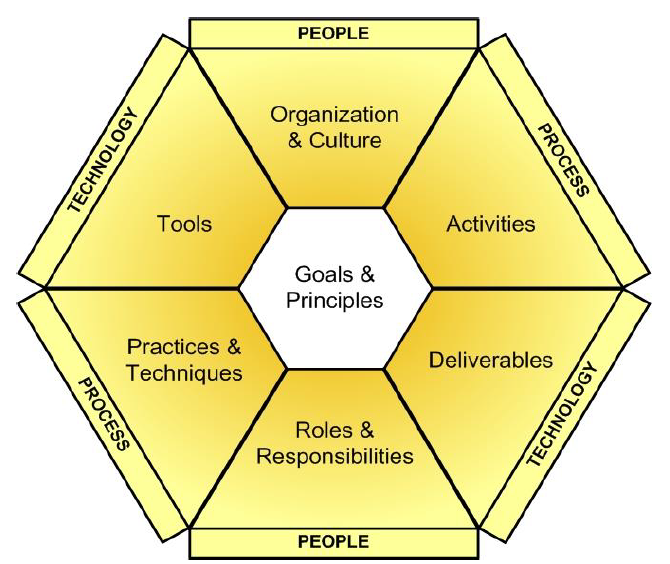 PEOPLE
Organization
& Culture
TECHNOLOGY
PROCESS
Tools
Activities
Goals &
Principles
Practices &
Techniques
Deliverables
PROCESS
TECHNOLOGY
Roles &
Responsibilities
PEOPLE